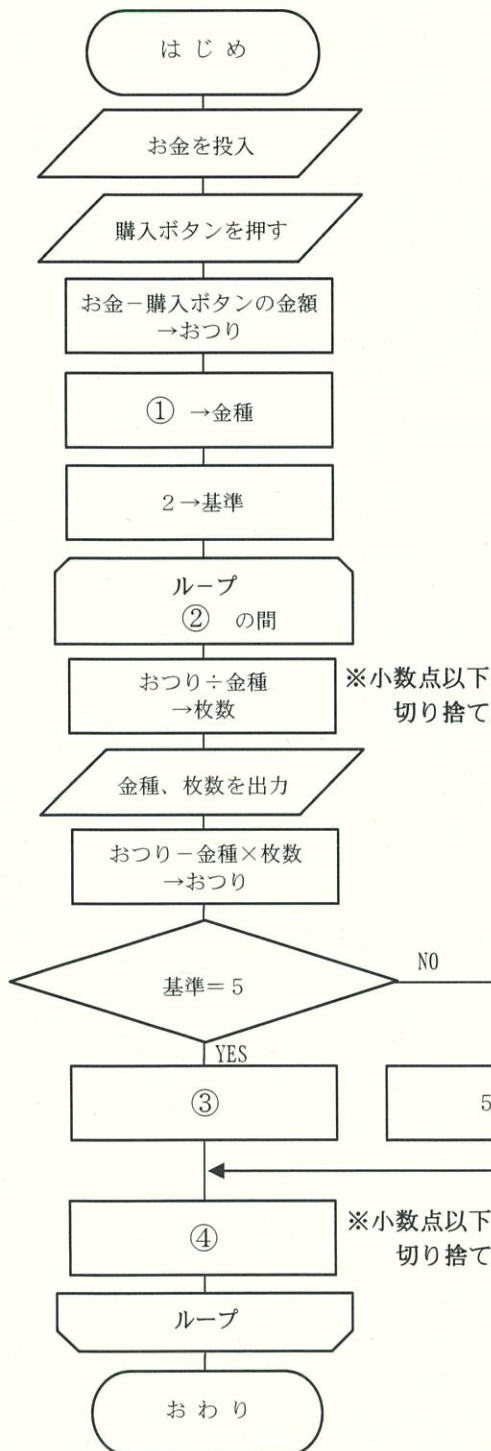 はじめ
お金を投入
購入ボタンを押す
お金－購入ボタンの金額
→おつり
① →金種
２→基準
ループ
② の間
おつり÷金種
→枚数
※小数点以下
切り捨て
金種、枚数を出力
おつり－金種×枚数
→おつり
基準＝５
NO
YES
③
5
④
※小数点以下
切り捨て
ループ
おわり